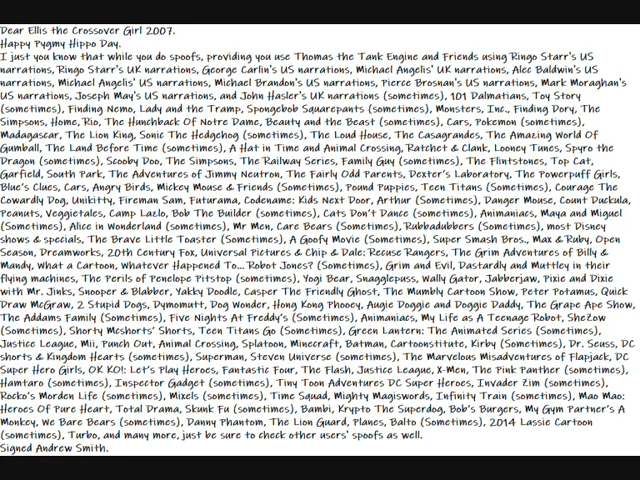 Dear Ellis the Crossover Girl 2007.
Happy Pygmy Hippo Day.
I just you know that while you do spoofs, providing you use Thomas the Tank Engine and Friends using Ringo Starr's US
narrations, Ringo Starr's UK narrations, George Carlin's US narrations, Michael Angelis' UK narrations, Alec Baldwin's US
narrations, Michael Angelis' US narrations, Michael Brandon's US narrations, Pierce Brosnan's US narrations, Mark Moraghan's
US narrations, Joseph May's US narrations, and John Hasler's UK narrations (sometimes), 101 Dalmatians, Toy Story
(sometimes), Finding Nemo, Lady and the Tramp, Spongebob Squarepants (sometimes), Monsters, Inc., Finding Dory, The
Simpsons, Home, Rio, The Hunchback Of Notre Dame, Beauty and the Beast (sometimes), Cars, Pokemon (sometimes),
Madagascar, The Lion King, Sonic The Hedgehog (sometimes), The Loud House, The Casagrandes, The Amazing World Of
Gumball, The Land Before Time (sometimes), A Hat in Time and Animal Crossing, Ratchet & Clank, Looney Tunes, Spyro the
Dragon (sometimes), Scooby Doo, The Simpsons, The Railway Series, Family Guy (sometimes), The Flintstones, Top Cat,
Garfield, South Park, The Adventures of Jimmy Neutron, The Fairly Odd Parents, Dexter's Laboratory, The Powerpuff Girls,
Blue's Clues, Cars, Angry Birds, Mickey Mouse & Friends (Sometimes), Pound Puppies, Teen Titans (Sometimes), Courage The
Cowardly Dog, Unikitty, Fireman Sam, Futurama, Codename: Kids Next Door, Arthur (Sometimes), Danger Mouse, Count Duckula,
Peanuts, Veggietales, Camp Lazlo, Bob The Builder (sometimes), Cats Don't Dance (sometimes), Animaniacs, Maya and Miguel
(Sometimes), Alice in Wonderland (sometimes), Mr Men, Care Bears (Sometimes), Rubbadubbers (Sometimes), most Disney
shows & specials, The Brave Little Toaster (Sometimes), A Goofy Movie (Sometimes), Super Smash Bros., Max & Ruby, Open
Season, Dreamworks, 20th Century Fox, Universal Pictures & Chip & Dale: Recuse Rangers, The Grim Adventures of Billy &
Mandy, What a Cartoon, Whatever Happened To... Robot Jones? (Sometimes), Grim and Evil, Dastardly and Muttley in their
flying machines, The Perils of Penelope Pitstop (sometimes), Yogi Bear, Snagglepuss, Wally Gator, Jabberjaw, Pixie and Dixie
with Mr. Jinks, Snooper & Blabber, Yakky Doodle, Casper The Friendly Ghost, The Mumbly Cartoon Show, Peter Potamus, Quick
Draw McGraw, 2 Stupid Dogs, Dymomutt, Dog Wonder, Hong Kong Phooey, Augie Doggie and Doggie Daddy, The Grape Ape Show,
The Addams Family (Sometimes), Five Nights At Freddy's (Sometimes), Animaniacs, My Life as A Teenage Robot, SheZow
(Sometimes), Shorty Mcshorts' Shorts, Teen Titans Go (Sometimes), Green Lantern: The Animated Series (Sometimes),
Justice League, Mii, Punch Out, Animal Crossing, Splatoon, Minecraft, Batman, Cartoonstitute, Kirby (Sometimes), Dr. Seuss, DC
shorts & Kingdom Hearts (sometimes), Superman, Steven Universe (sometimes), The Marvelous Misadventures of Flapjack, DC
Super Hero Girls, OK KO!: Let's Play Heroes, Fantastic Four, The Flash, Justice League, X-Men, The Pink Panther (sometimes),
Hamtaro (sometimes), Inspector Gadget (sometimes), Tiny Toon Adventures DC Super Heroes, Invader Zim (sometimes),
Rocko's Morden Life (sometimes), Mixels (sometimes), Time Squad, Mighty Magiswords, Infinity Train (sometimes), Mao Mao:
Heroes Of Pure Heart, Total Drama, Skunk Fu (sometimes), Bambi, Krypto The Superdog, Bob's Burgers, My Gym Partner's A
Monkey, We Bare Bears (sometimes), Danny Phantom, The Lion Guard, Planes, Balto (Sometimes), 2014 Lassie Cartoon
(sometimes), Turbo, and many more, just be sure to check other users' spoofs as well.
Signed Andrew Smith.